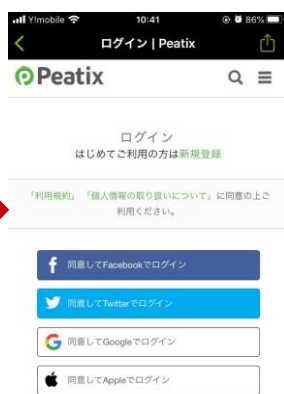 Y!mobile 10:41 86%
ログイン | Peatix
Peatix
ログイン
はじめてご利用の方は新規登録
「利用規約」「個人情報の取り扱いについて」に同意の上ご
利用ください。
同意してFacebookでログイン
同意してTwitterでログイン
同意してGoogleでログイン
同意してAppleでログイン